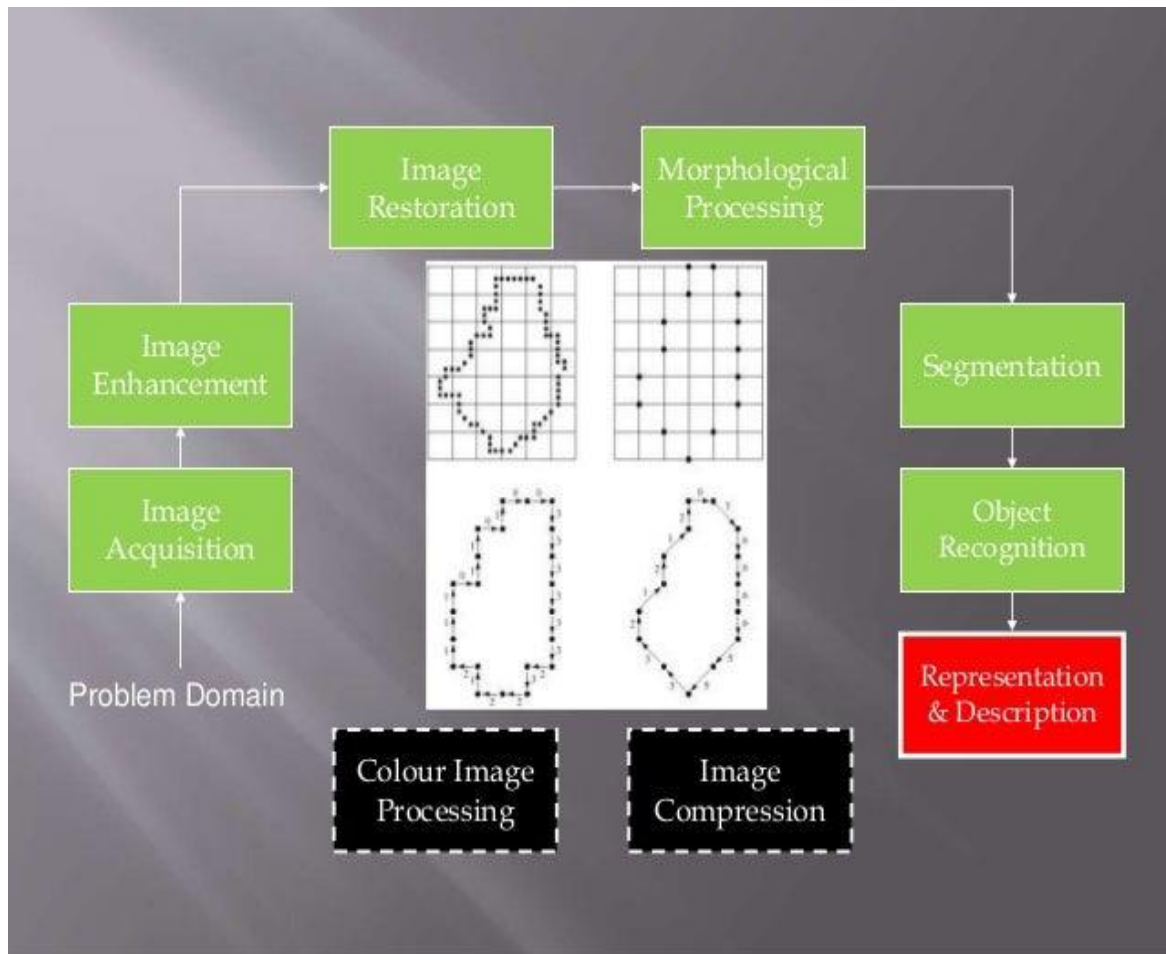 Image
Restoration
Morphological
Processing
Image
Enhancement
Segmentation
Image
Acquisition
Object
Recognition
Problem Domain
Representation
& Description
Colour Image
Processing
Image
Compression